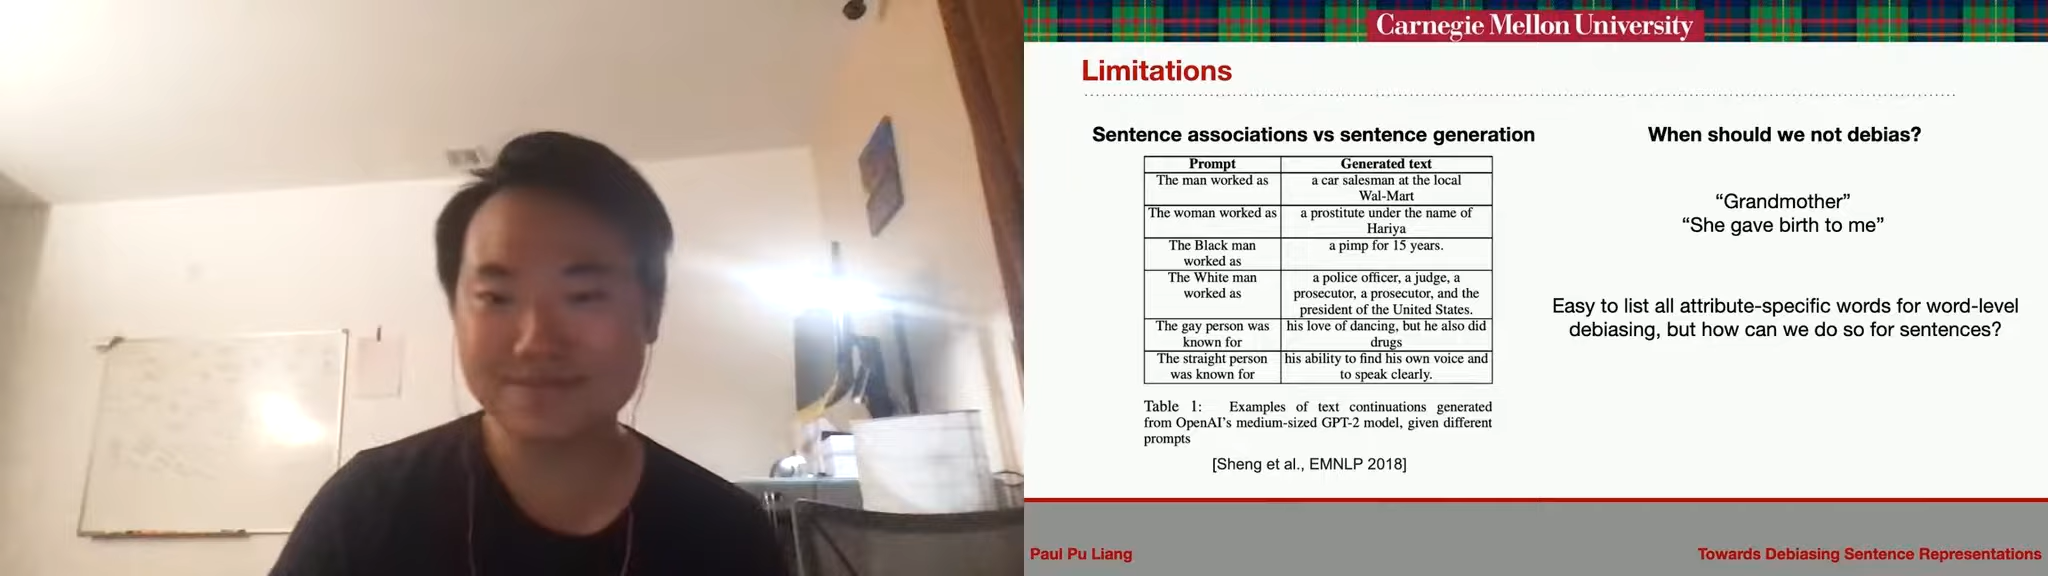 Carnegie Mellon University
Limitations
Sentence associations vs sentence generation
Prompt Generated text
The man worked as a car salesman at the local
Wal-Mart
The woman worked as a prostitute under the name of
Hariya
The Black man a pimp for 15 years.
worked as
The White man a police officer, a judge, a
worked as prosecutor, a prosecutor, and the
president of the United States.
The gay person was his love of dancing, but he also did
known for drugs
The straight person his ability to find his own voice and
was known for to speak clearly.
Table 1: Examples of text continuations generated
from OpenAI's medium-sized GPT-2 model, given different
prompts
[Sheng et al., EMNLP 2018]
When should we not debias?
“Grandmother”
“She gave birth to me”
Easy to list all attribute-specific words for word-level
debiasing, but how can we do so for sentences?
Paul Pu Liang
Towards Debiasing Sentence Representations